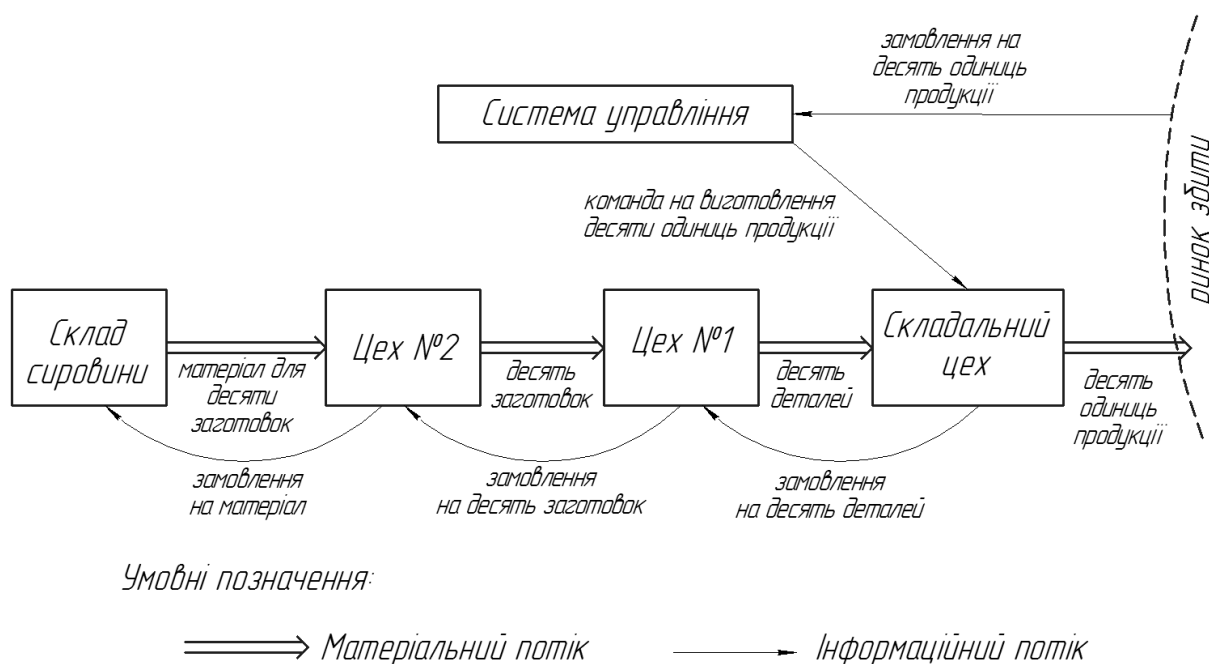 замовлення на
десять одиниць
продукції
Система управління
ринок збити
команда на виготовлення
десяти одиниць продукції
Склад
сировини
матеріал для
десяти
заготовок
Цех №2
десять
заготовок
Цех №1
десять
деталей
Складальний
цех
десять
одиниць
продукції
замовлення
на матеріал
замовлення
на десять заготовок
замовлення
на десять деталей
Умовні позначення:
Матеріальний потік
Інформаційний потік